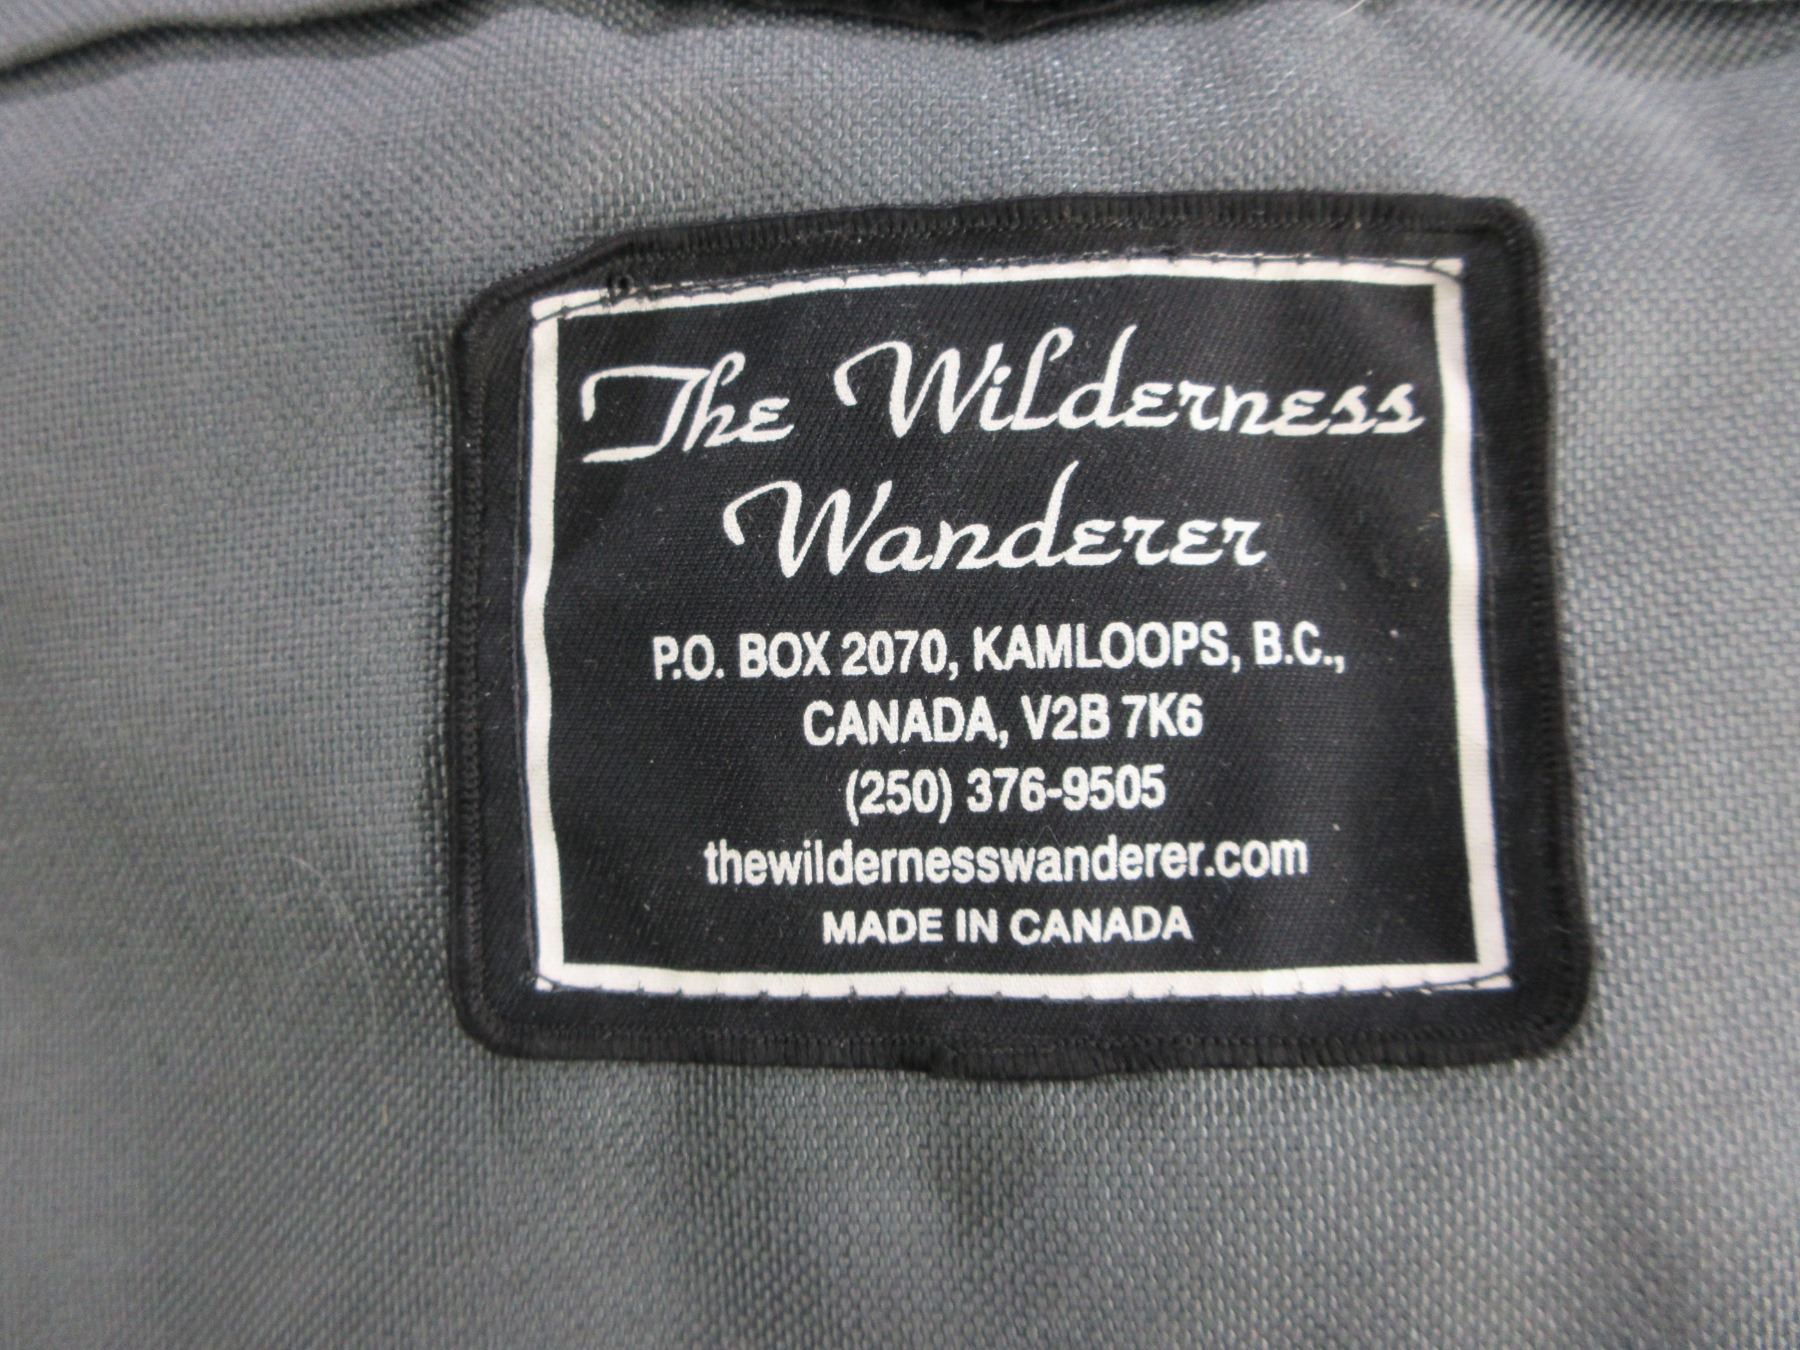 The Wilderness
Wanderer
P.O. BOX 2070, KAMLOOPS, B.C.,
CANADA, V2B 7K6
(250) 376-9505
thewildernesswanderer.com
MADE IN CANADA